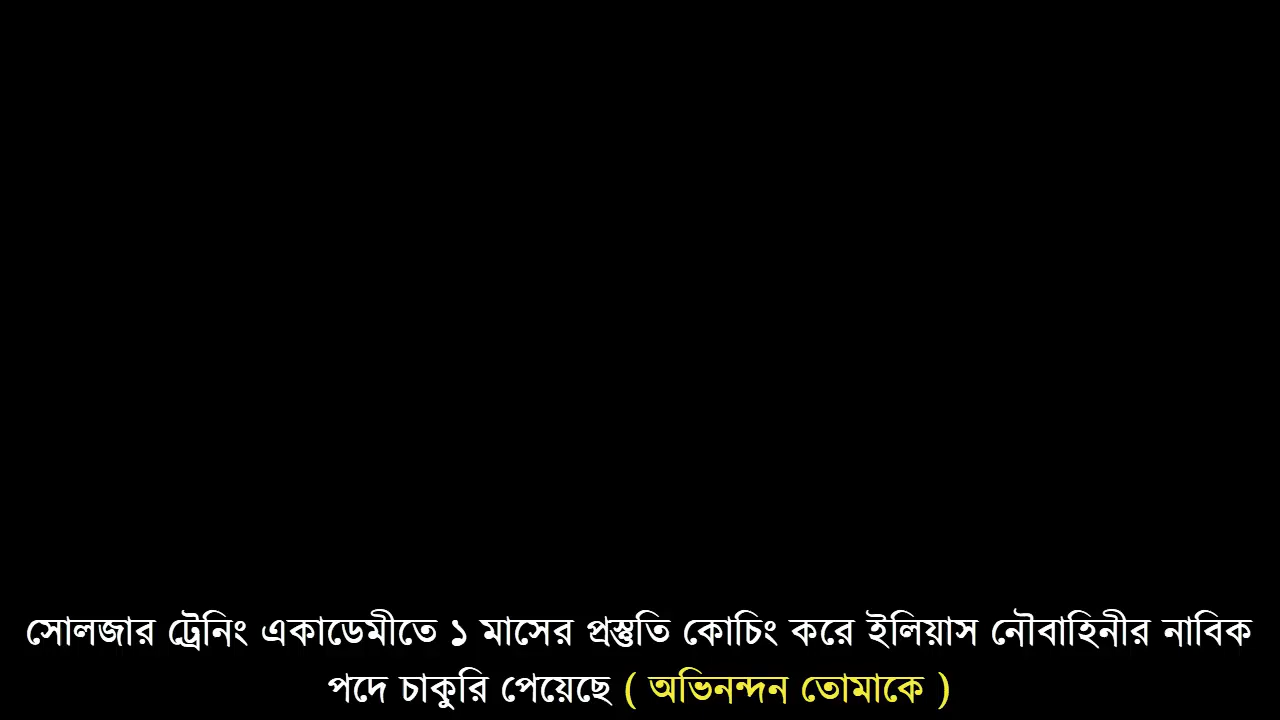 সোলজার ট্রেনিং একাডেমীতে ১ মাসের প্রস্তুতি কোচিং করে ইলিয়াস নৌবাহিনীর নাবিক
পদে চাকুরি পেয়েছে ( অভিনন্দন তোমাকে )